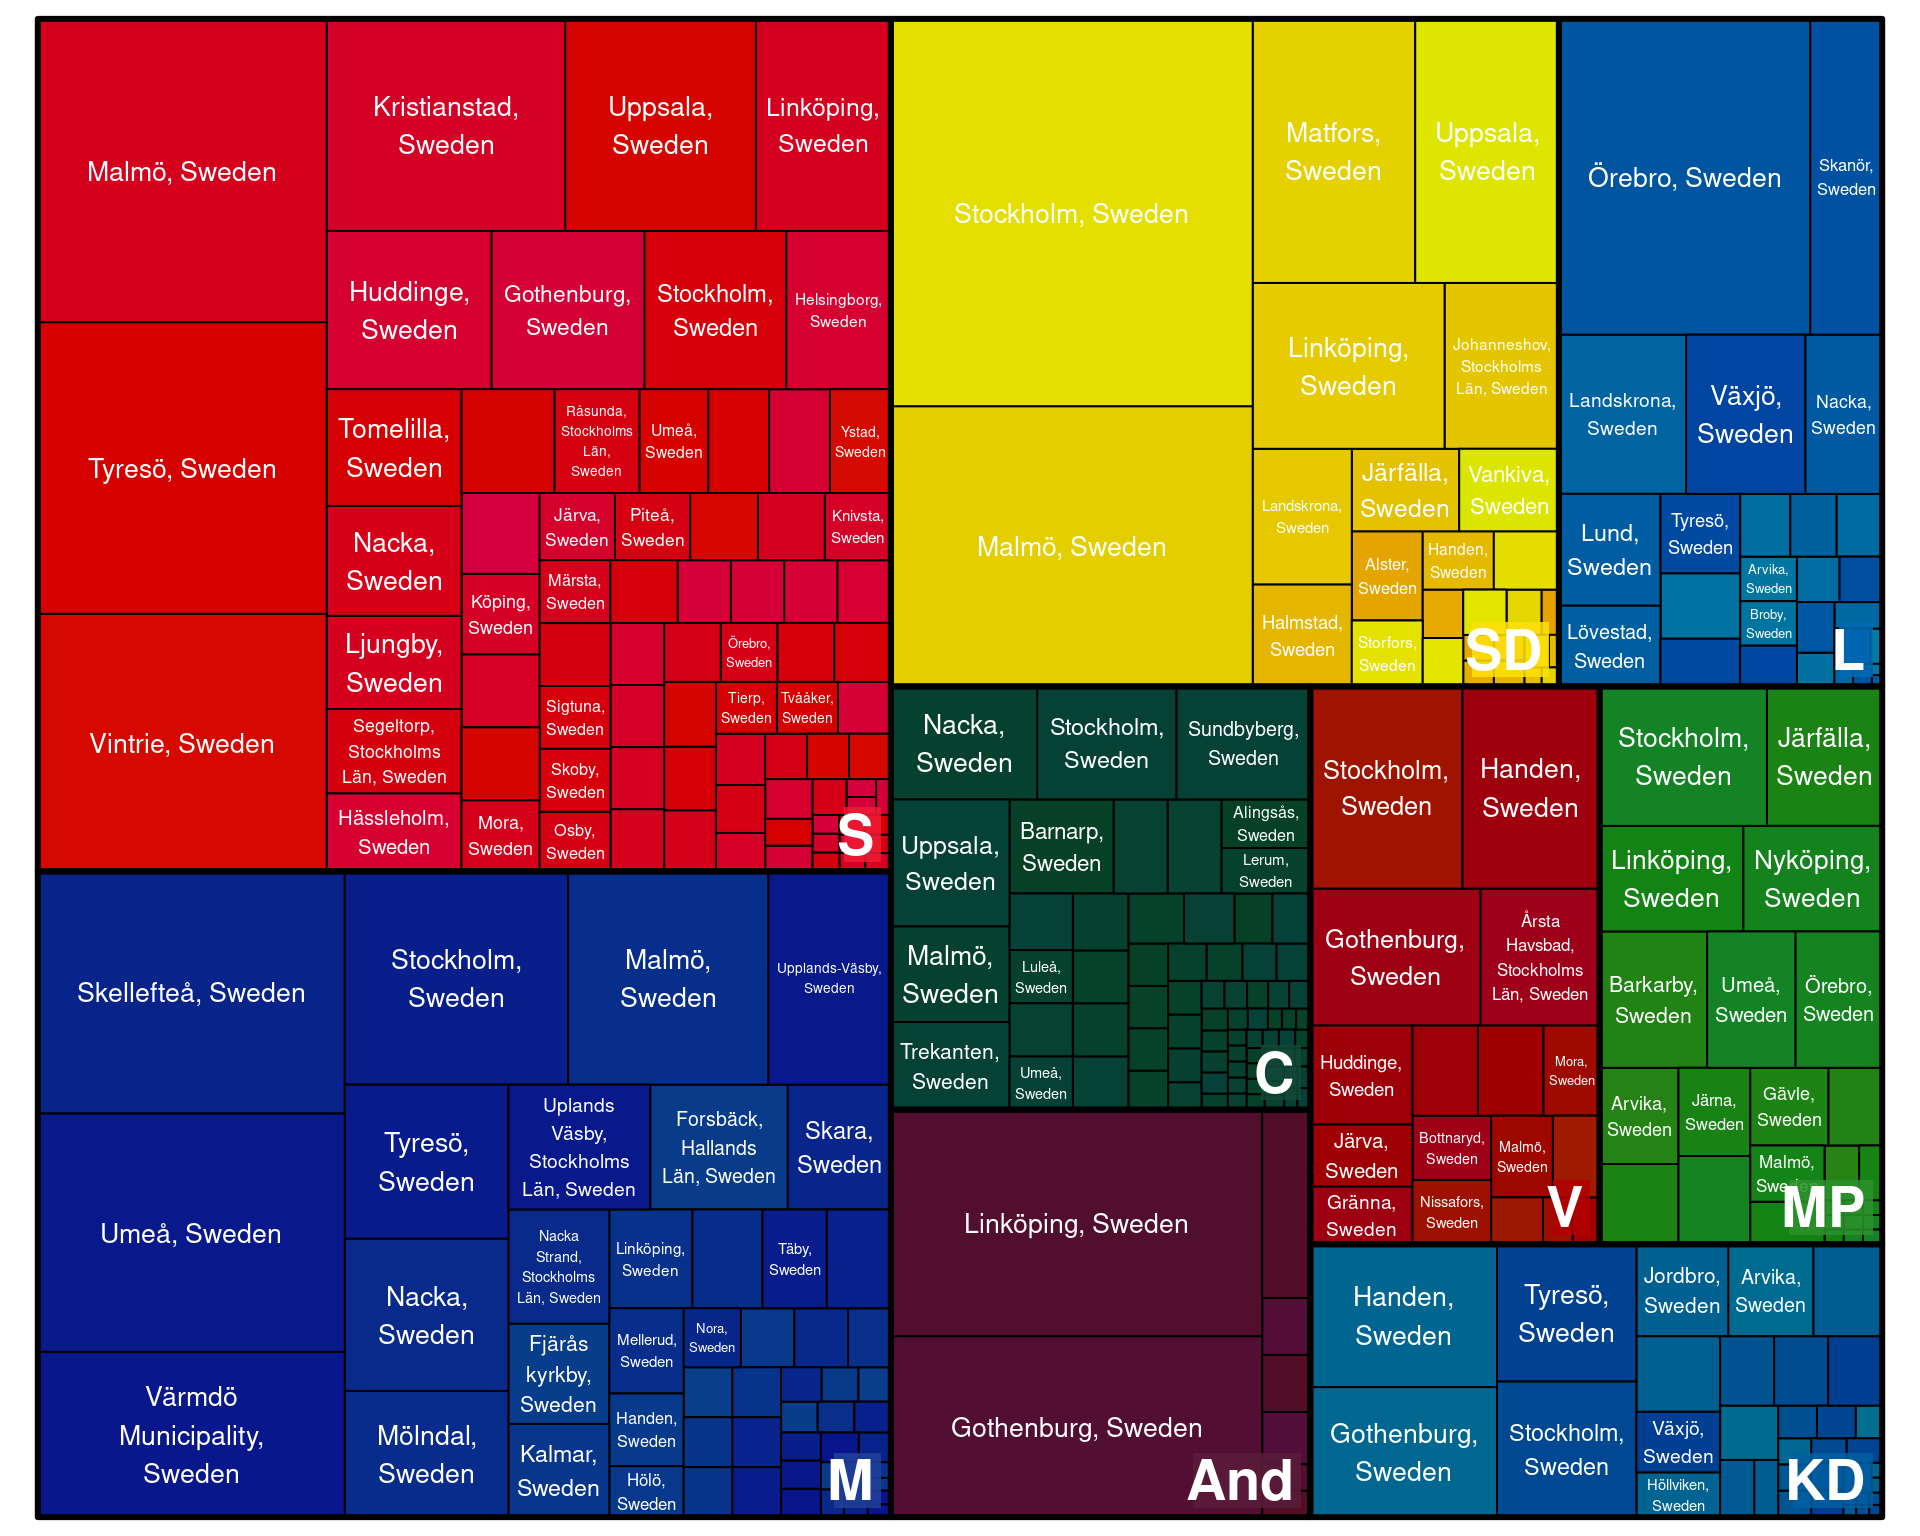 Malmö, Sweden
Tyresö, Sweden
Vintrie, Sweden
Kristianstad,
Sweden
Uppsala,
Sweden
Linköping,
Sweden
Huddinge,
Sweden
Gothenburg,
Sweden
Stockholm,
Sweden
Helsingborg,
Sweden
Tomelilla,
Sweden
Nacka,
Sweden
Ljungby,
Sweden
Segeltorp,
Stockholms
Län, Sweden
Hässleholm,
Sweden
Råsunda,
Stockholms
Län,
Sweden
Umeå,
Sweden
Ystad,
Sweden
Köping,
Sweden
Mora,
Sweden
Järva,
Sweden
Piteå,
Sweden
Knivsta,
Sweden
Märsta,
Sweden
Sigtuna,
Sweden
Skoby,
Sweden
Osby,
Sweden
Örebro,
Sweden
Tierp,
Sweden
Tvååker,
Sweden
S
Stockholm, Sweden
Malmö, Sweden
Matfors,
Sweden
Uppsala,
Sweden
Linköping,
Sweden
Johanneshov,
Stockholms
Län, Sweden
Landskrona,
Sweden
Halmstad,
Sweden
Järfälla,
Sweden
Vankiva,
Sweden
Alster,
Sweden
Handen,
Sweden
Storfors,
Sweden
SD
Örebro, Sweden
Skanör,
Sweden
Landskrona,
Sweden
Växjö,
Sweden
Nacka,
Sweden
Lund,
Sweden
Lövestad,
Sweden
Tyresö,
Sweden
Arvika,
Sweden
Broby,
Sweden
L
Skellefteå, Sweden
Umeå, Sweden
Värmdö
Municipality,
Sweden
Stockholm,
Sweden
Malmö,
Sweden
Upplands-Väsby,
Sweden
Tyresö,
Sweden
Nacka,
Sweden
Mölndal,
Sweden
Uplands
Väsby,
Stockholms
Län, Sweden
Forsbäck,
Hallands
Län, Sweden
Skara,
Sweden
Nacka
Strand,
Stockholms
Län, Sweden
Fjärås
kyrkby,
Sweden
Kalmar,
Sweden
Linköping,
Sweden
Täby,
Sweden
Mellerud,
Sweden
Nora,
Sweden
Handen,
Sweden
Hölö,
Sweden
M
Nacka,
Sweden
Stockholm,
Sweden
Sundbyberg,
Sweden
Uppsala,
Sweden
Malmö,
Sweden
Trekanten,
Sweden
Barnarp,
Sweden
Alingsås,
Sweden
Lerum,
Sweden
Luleå,
Sweden
Umeå,
Sweden
C
Linköping, Sweden
Gothenburg, Sweden
And
Stockholm,
Sweden
Handen,
Sweden
Gothenburg,
Sweden
Årsta
Havsbad,
Stockholms
Län, Sweden
Huddinge,
Sweden
Järva,
Sweden
Gränna,
Sweden
Mora,
Sweden
Bottnaryd,
Sweden
Malmö,
Sweden
Nissafors,
Sweden
V
Stockholm,
Sweden
Järfälla,
Sweden
Linköping,
Sweden
Nyköping,
Sweden
Barkarby,
Sweden
Umeå,
Sweden
Örebro,
Sweden
Arvika,
Sweden
Järna,
Sweden
Gävle,
Sweden
Malmö,
Sweden
MP
Handen,
Sweden
Gothenburg,
Sweden
Tyresö,
Sweden
Stockholm,
Sweden
Jordbro,
Sweden
Arvika,
Sweden
Växjö,
Sweden
Höllviken,
Sweden
KD